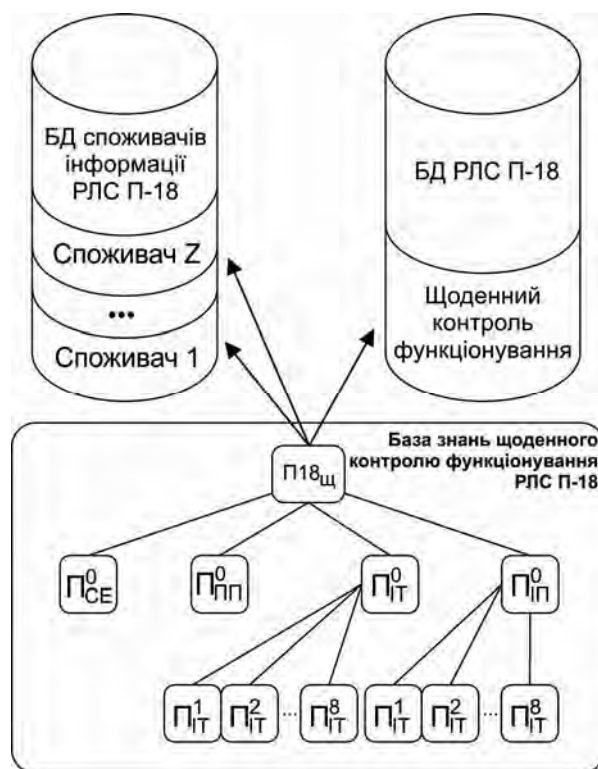 БД споживачів
інформації
РЛС П-18
Споживач Z
...
Споживач 1
БД РЛС П-18
Щоденний
контроль
функціонування
База знань щоденного
контролю функціонування
РЛС П-18
П18щ
П⁰СЕ П⁰ПП П⁰ІТ П⁰ІП
П¹ІТ П²ІТ ... П⁸ІТ П¹ІТ П²ІТ ... П⁸ІТ